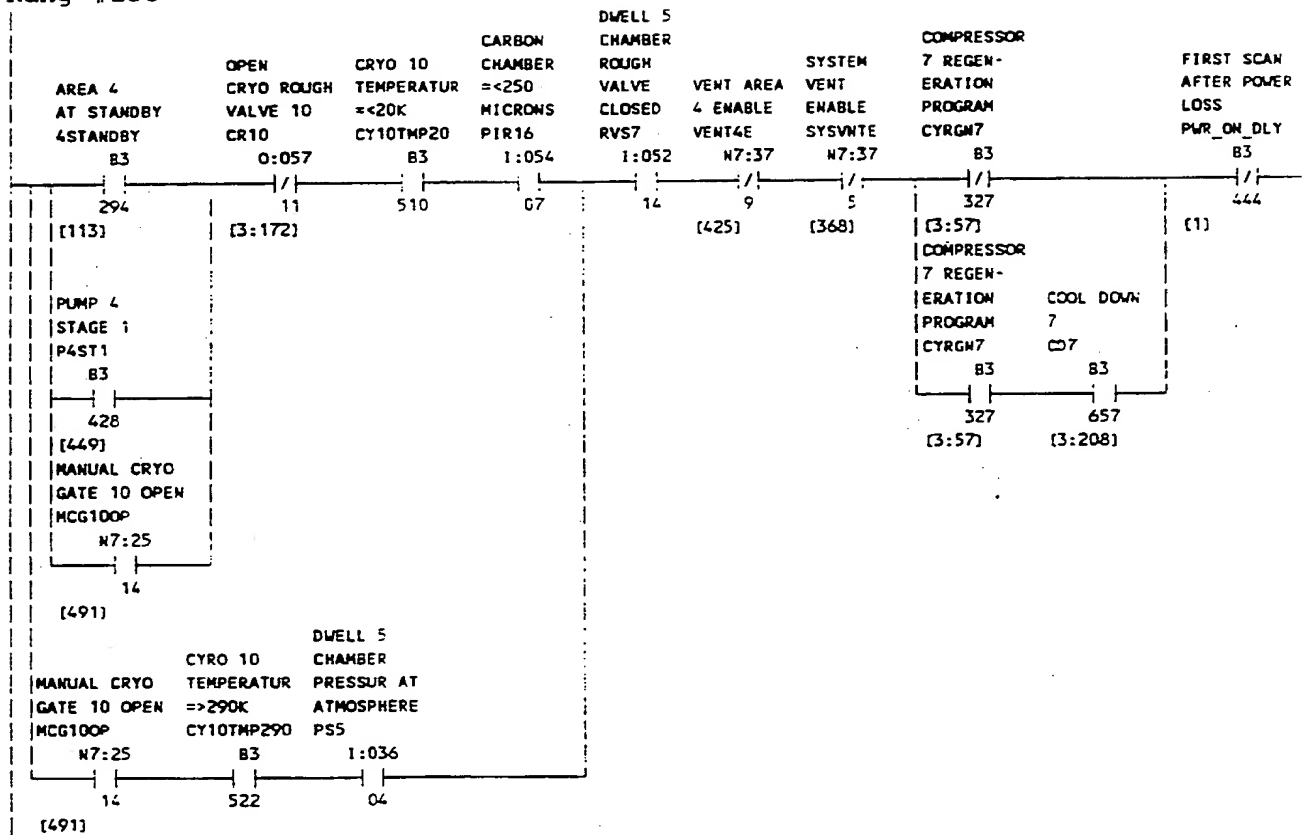 DWELL 5
CARBON CHAMBER COMPRESSOR
OPEN CRYO 10 CHAMBER ROUGH SYSTEM 7 REGEN- FIRST SCAN
AREA 4 CRYO ROUGH TEMPERATUR =<250 VALVE VENT AREA VENT ERATION AFTER POWER
AT STANDBY VALVE 10 =<20K MICRONS CLOSED 4 ENABLE ENABLE PROGRAM LOSS
4STANDBY CR10 CY10TMP20 PIR16 RVS7 VENT4E SYSVNTE CYRGN7 PWR_ON_DLY
B3 O:057 B3 I:054 I:052 N7:37 N7:37 B3 B3
294 11 510 07 14 9 5 327 444
[113] [3:172] [425] [368] [3:57] [1]
COMPRESSOR
7 REGEN-
PUMP 4 ERATION COOL DOWN
STAGE 1 PROGRAM 7
P4ST1 CYRGN7 CD7
B3 B3 B3
428 327 657
[449] [3:57] [3:208]
MANUAL CRYO
GATE 10 OPEN
MCG10OP
N7:25
14
[491]
DWELL 5
CYRO 10 CHAMBER
MANUAL CRYO TEMPERATUR PRESSUR AT
GATE 10 OPEN =>290K ATMOSPHERE
MCG10OP CY10TMP290 PS5
N7:25 B3 I:036
14 522 04
[491]